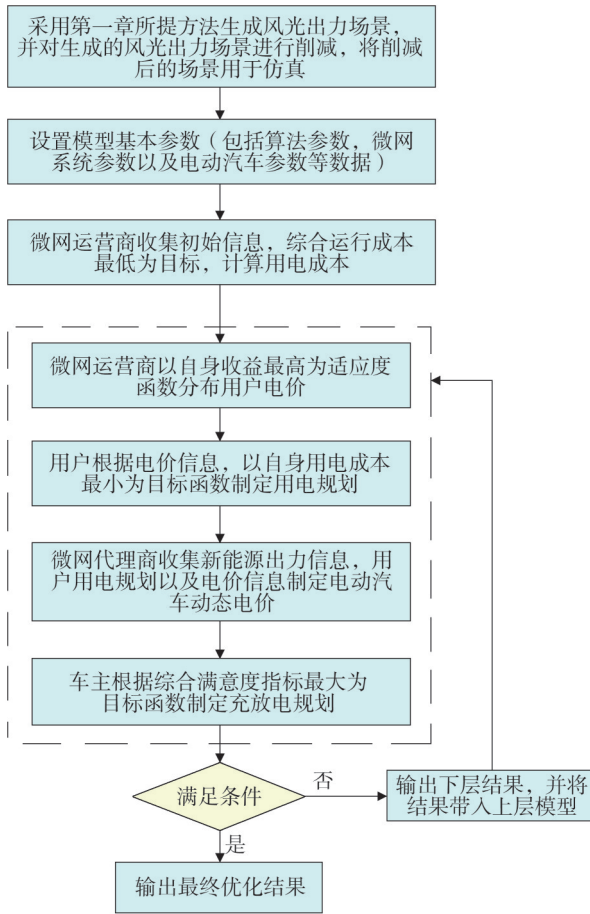 采用第一章所提方法生成风光出力场景,
并对生成的风光出力场景进行削减, 将削减
后的场景用于仿真
设置模型基本参数（包括算法参数, 微网
系统参数以及电动汽车参数等数据）
微网运营商收集初始信息, 综合运行成本
最低为目标, 计算用电成本
微网运营商以自身收益最高为适应度
函数分布用户电价
用户根据电价信息, 以自身用电成本
最小为目标函数制定用电规划
微网代理商收集新能源出力信息, 用
户用电规划以及电价信息制定电动汽
车动态电价
车主根据综合满意度指标最大为
目标函数制定充放电规划
满足条件
否
输出下层结果, 并将
结果带入上层模型
是
输出最终优化结果